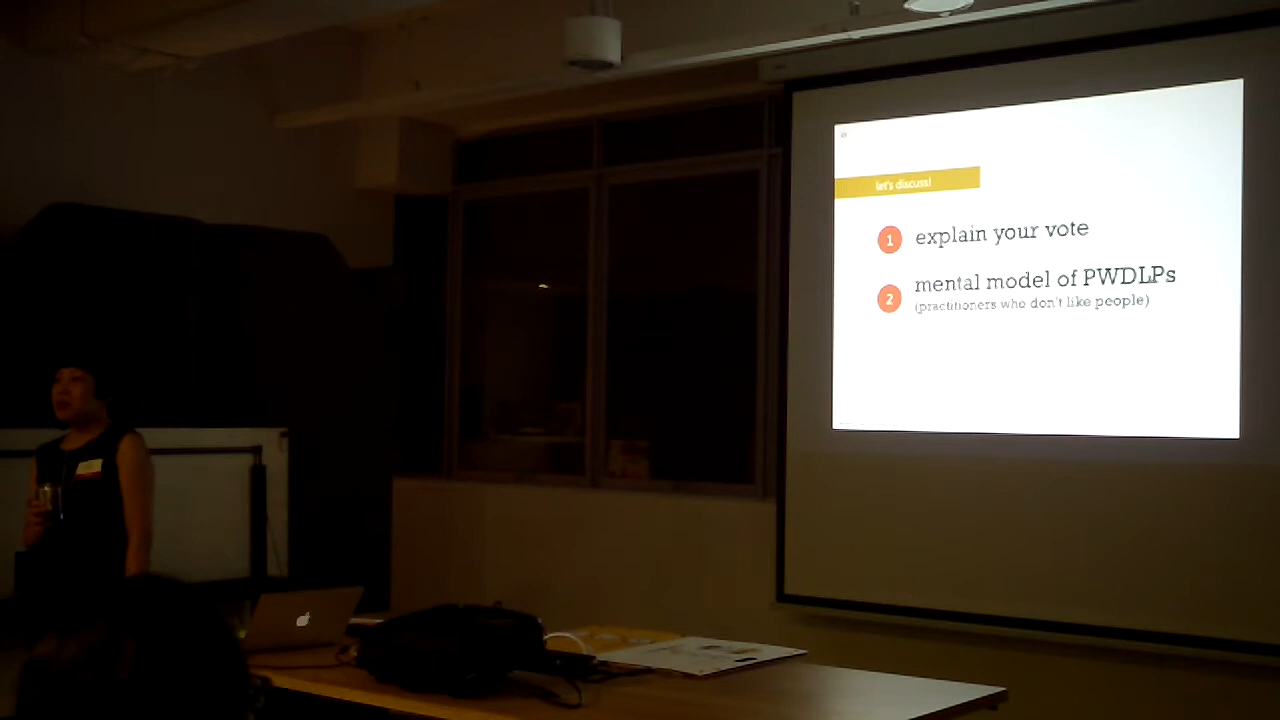 let's discuss!
1 explain your vote
2 mental model of PWDLPs
(practitioners who don't like people)